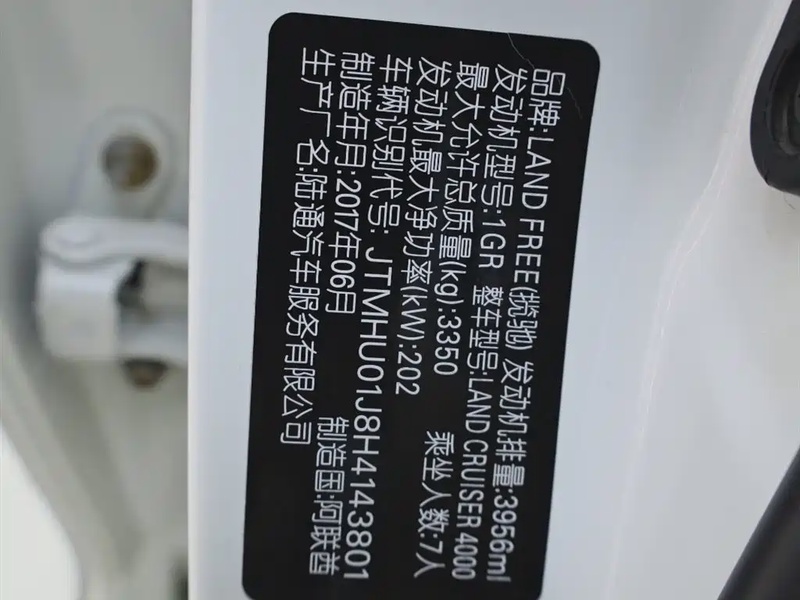 品牌:LAND FREE(揽驰) 发动机排量:3956ml
发动机型号:1GR 整车型号:LAND CRUISER 4000
最大允许总质量(kg):3350 乘坐人数:7人
发动机最大净功率(kW):202
车辆识别代号: JTMHU01J8H4143801
制造年月:2017年06月 制造国:阿联酋
生产厂名:陆通汽车服务有限公司